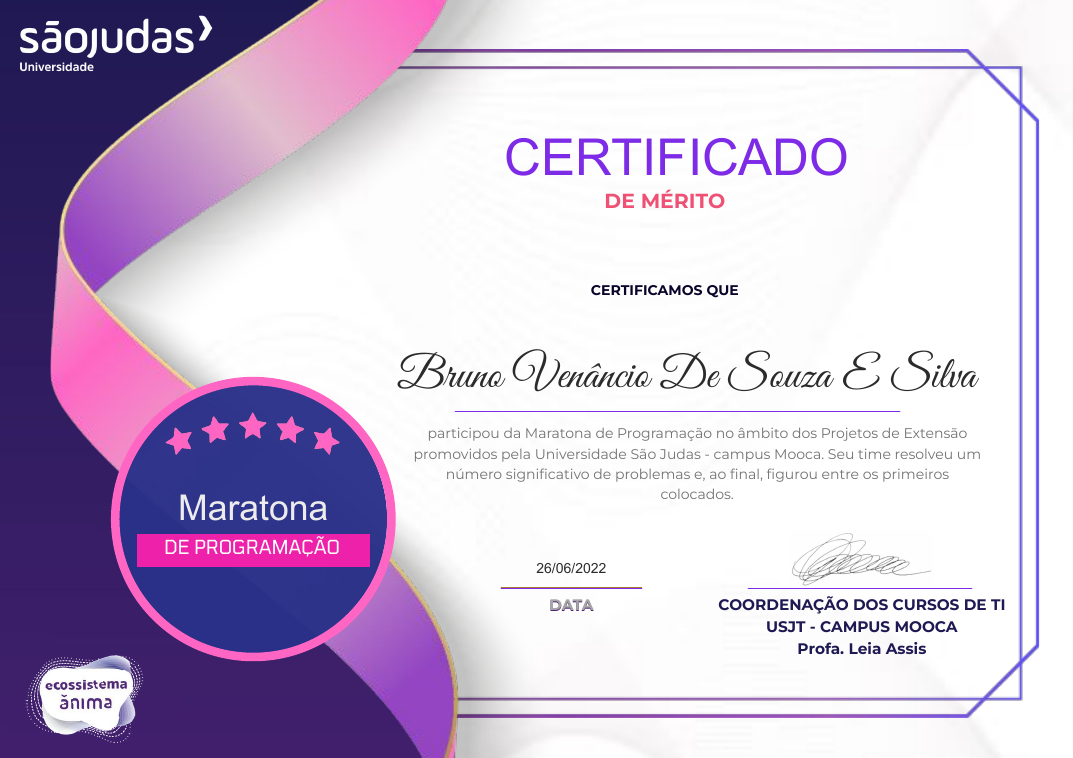 sãojudas
Universidade
CERTIFICADO
DE MÉRITO
CERTIFICAMOS QUE
Bruno Venâncio De Souza E Silva
participou da Maratona de Programação no âmbito dos Projetos de Extensão
promovidos pela Universidade São Judas - campus Mooca. Seu time resolveu um
número significativo de problemas e, ao final, figurou entre os primeiros
colocados.
Maratona
DE PROGRAMAÇÃO
26/06/2022
DATA
COORDENAÇÃO DOS CURSOS DE TI
USJT - CAMPUS MOOCA
Profa. Leia Assis
ecossistema
ănima